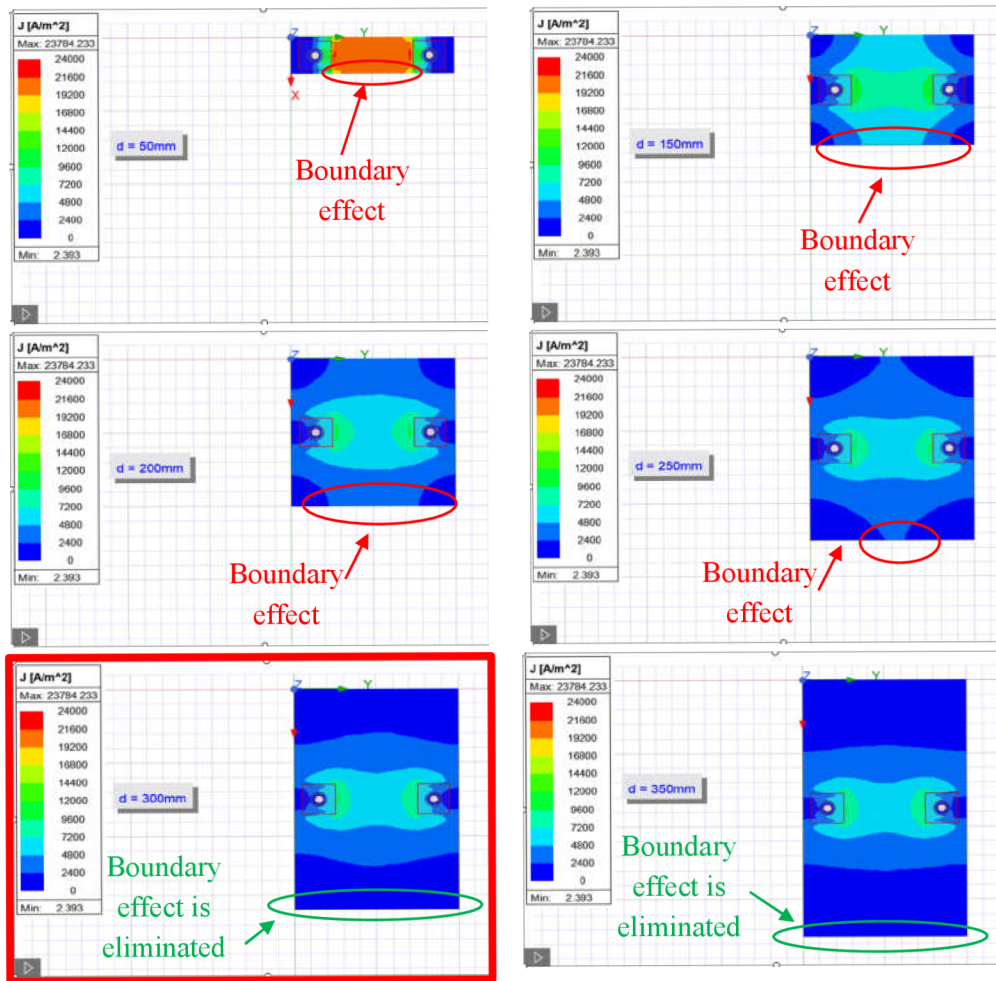 J [A/m^2]
Max: 23784.233
24000
21600
19200
16800
14400
12000
9600
7200
4800
2400
0
Min: 2.393
d = 50mm
Z
Y
X
Boundary
effect
J [A/m^2]
Max: 23784.233
24000
21600
19200
16800
14400
12000
9600
7200
4800
2400
0
Min: 2.393
d = 150mm
Z
Y
Boundary
effect
J [A/m^2]
Max: 23784.233
24000
21600
19200
16800
14400
12000
9600
7200
4800
2400
0
Min: 2.393
d = 200mm
Z
Y
Boundary
effect
J [A/m^2]
Max: 23784.233
24000
21600
19200
16800
14400
12000
9600
7200
4800
2400
0
Min: 2.393
d = 250mm
Z
Y
Boundary
effect
J [A/m^2]
Max: 23784.233
24000
21600
19200
16800
14400
12000
9600
7200
4800
2400
0
Min: 2.393
d = 300mm
Z
Y
Boundary
effect is
eliminated
J [A/m^2]
Max: 23784.233
24000
21600
19200
16800
14400
12000
9600
7200
4800
2400
0
Min: 2.393
d = 350mm
Z
Y
Boundary
effect is
eliminated